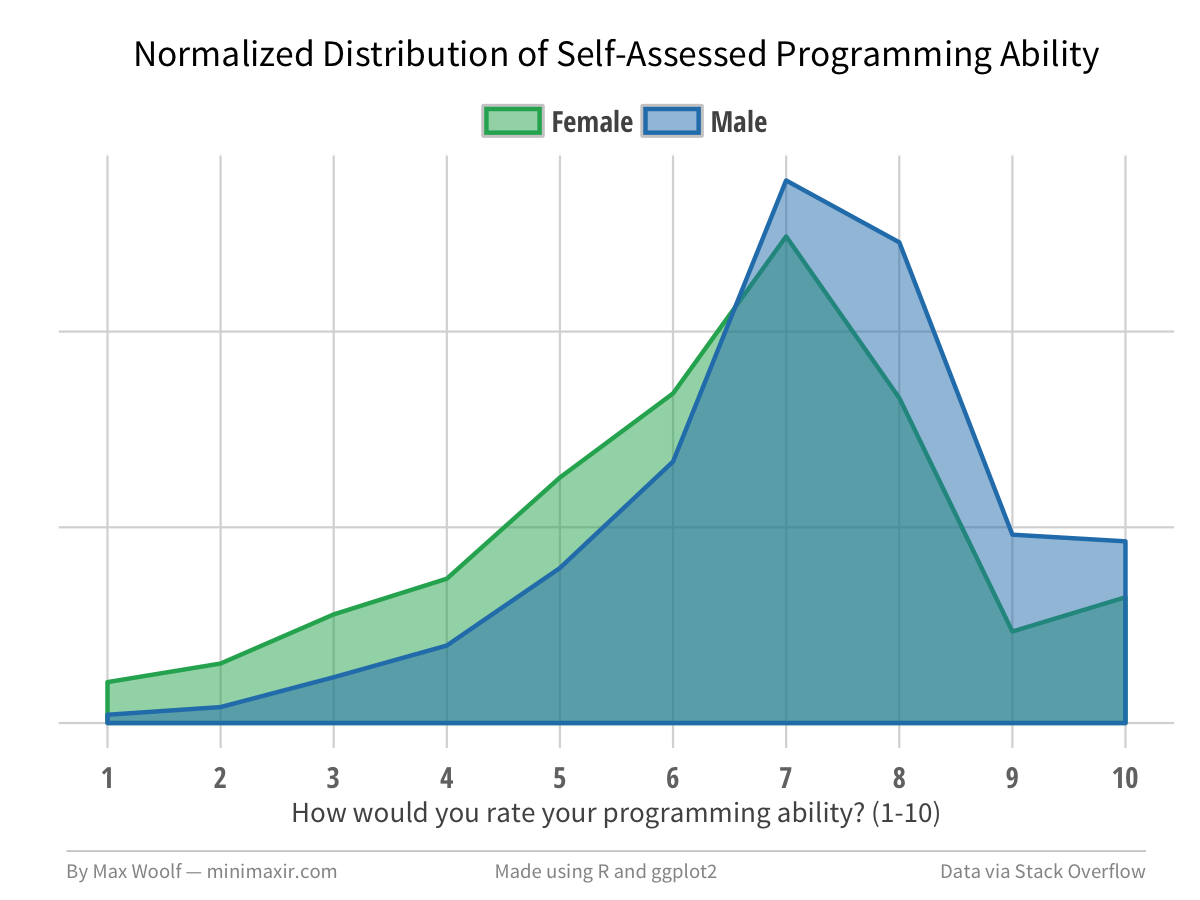 Normalized Distribution of Self-Assessed Programming Ability
Female Male
1 2 3 4 5 6 7 8 9 10
How would you rate your programming ability? (1-10)
By Max Woolf — minimaxir.com Made using R and ggplot2 Data via Stack Overflow